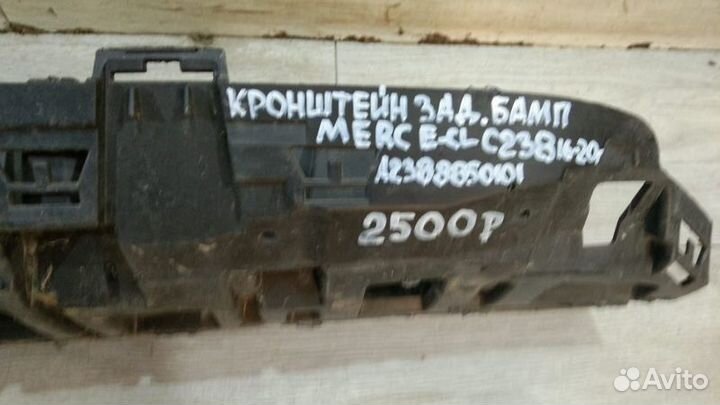 КРОНШТЕЙН ЗАД. БАМП
MERC E-CL C238 16-20г
A2388850101
2500р
Avito